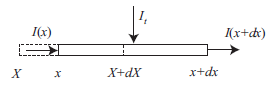 I(x) I_t I(x+dx)
X x X+dX x+dx